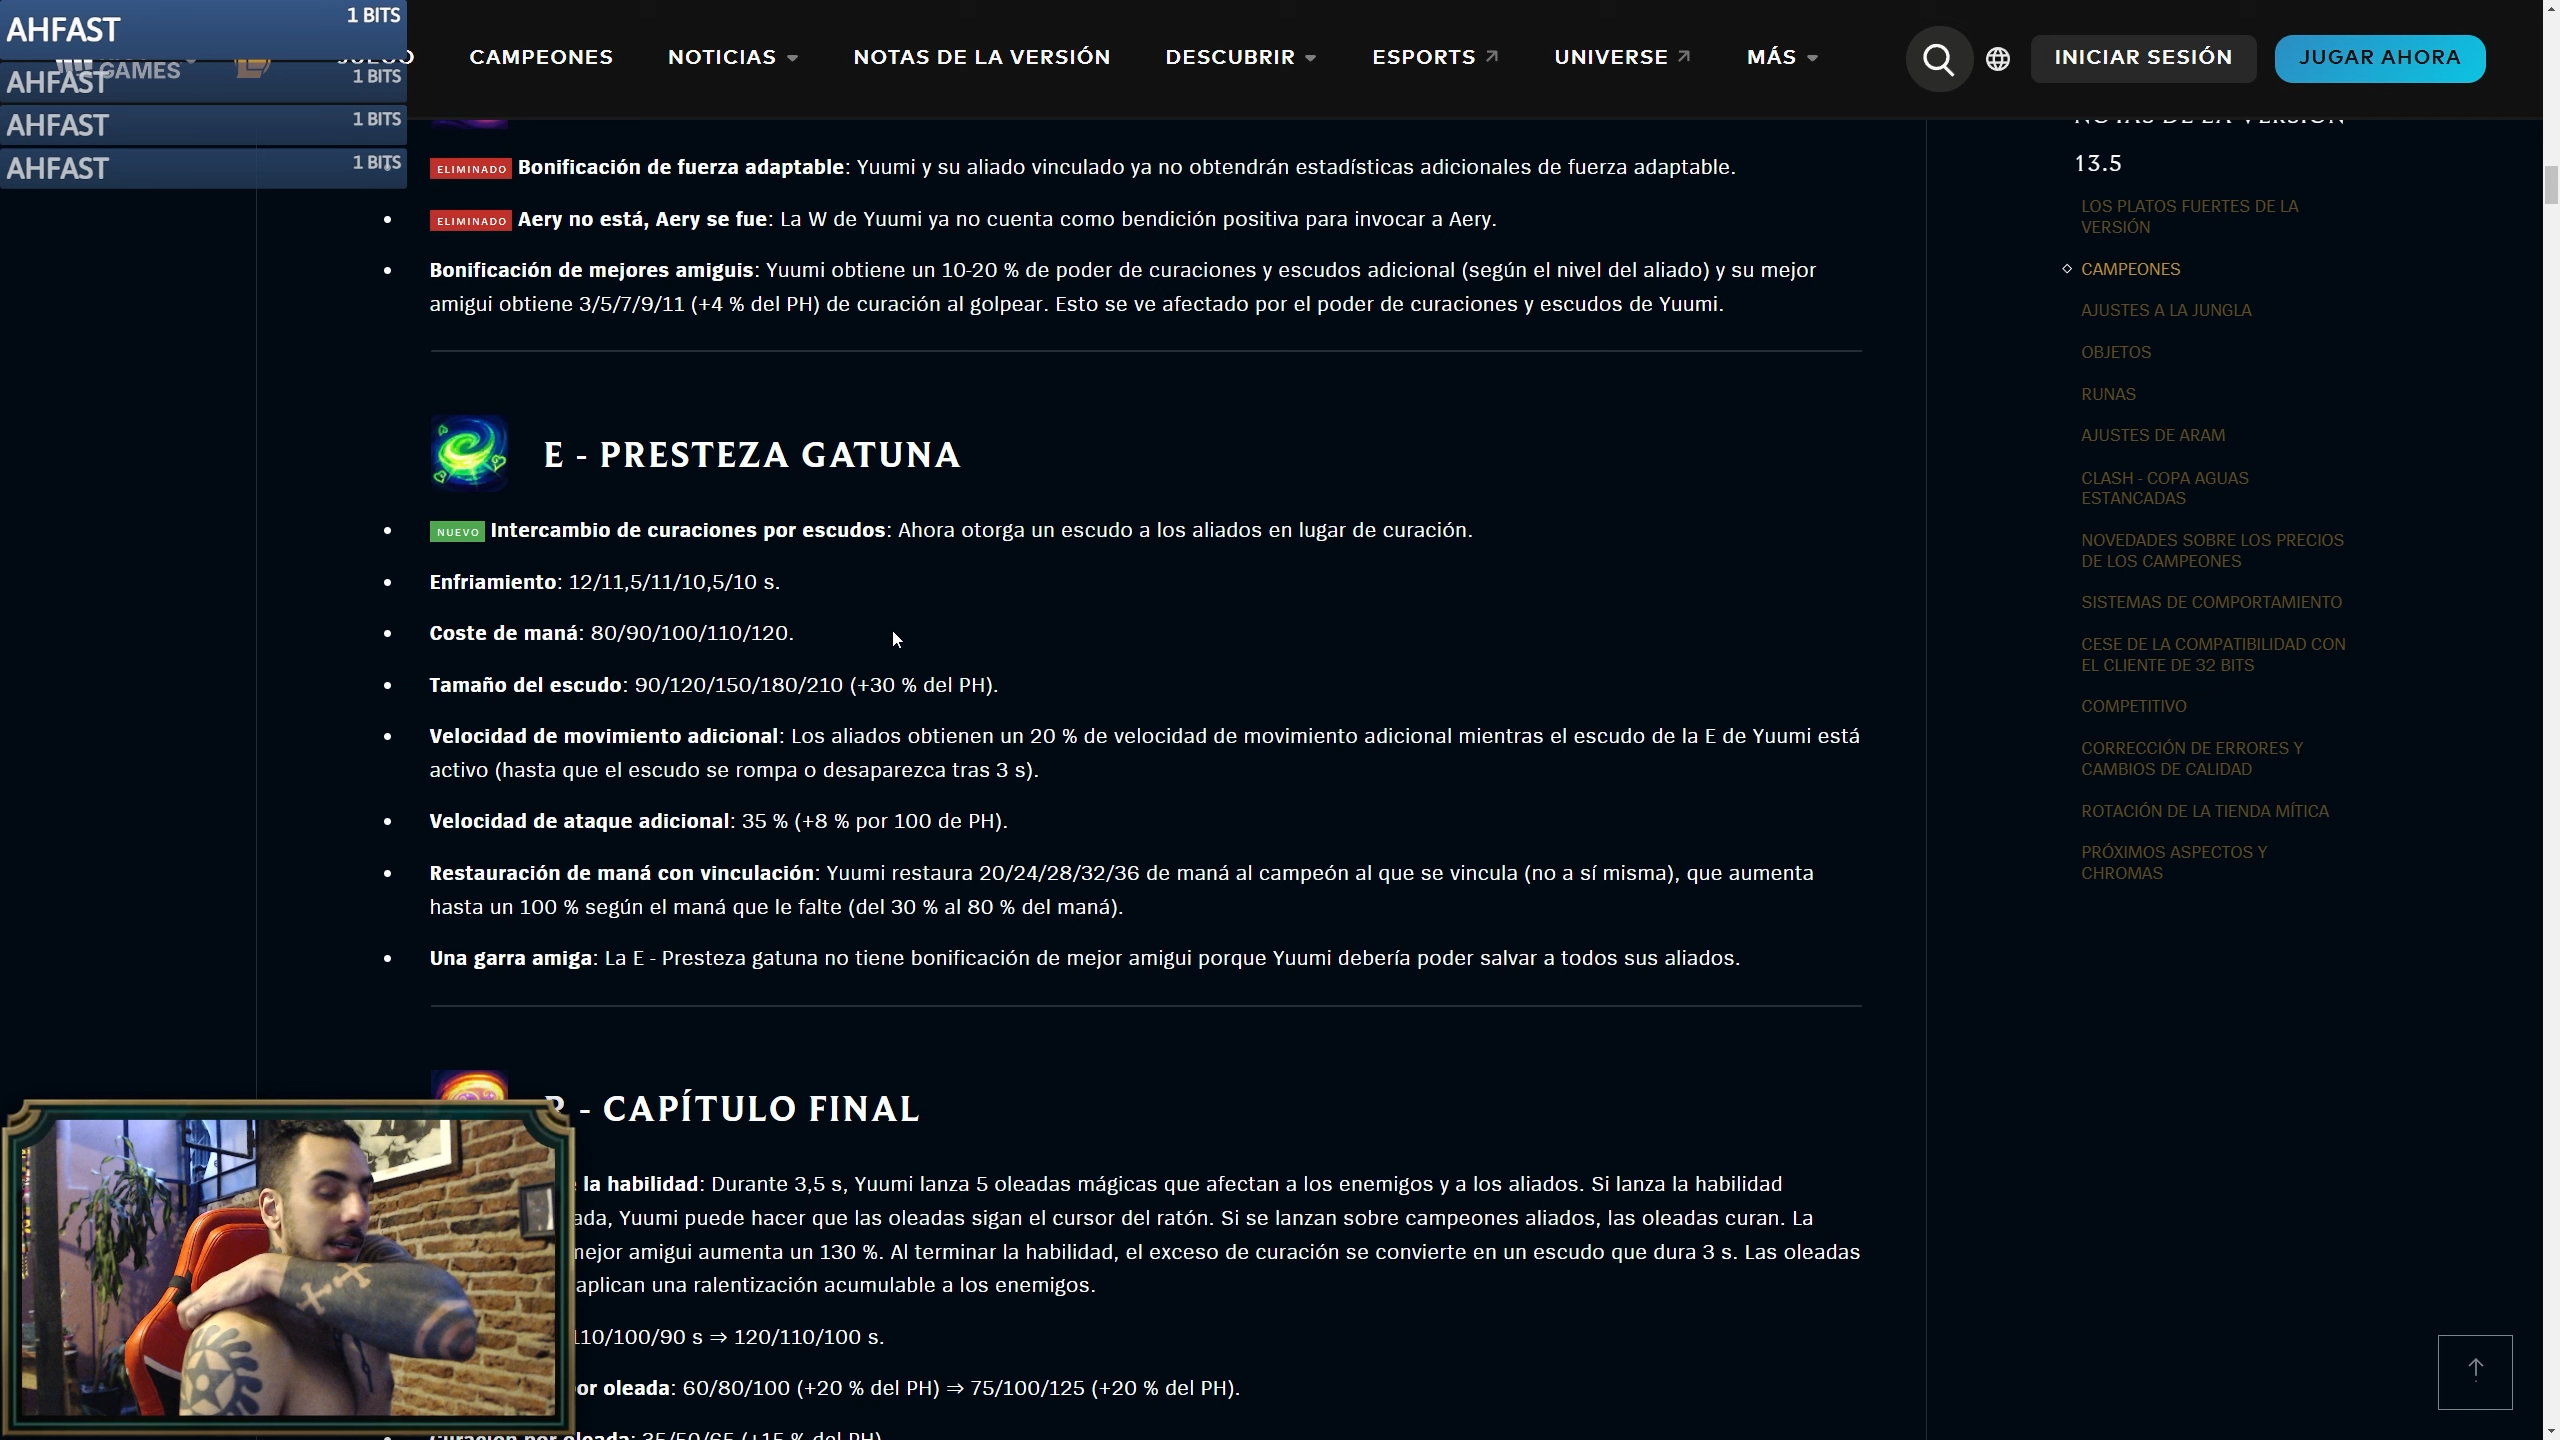 AHFAST 1 BITS
AHFAST 1 BITS
AHFAST 1 BITS
AHFAST 1 BITS
GAMES
JUEGO
CAMPEONES
NOTICIAS
NOTAS DE LA VERSIÓN
DESCUBRIR
ESPORTS
UNIVERSE
MÁS
INICIAR SESIÓN
JUGAR AHORA
ELIMINADO Bonificación de fuerza adaptable: Yuumi y su aliado vinculado ya no obtendrán estadísticas adicionales de fuerza adaptable.
• ELIMINADO Aery no está, Aery se fue: La W de Yuumi ya no cuenta como bendición positiva para invocar a Aery.
• Bonificación de mejores amiguis: Yuumi obtiene un 10-20 % de poder de curaciones y escudos adicional (según el nivel del aliado) y su mejor
amigui obtiene 3/5/7/9/11 (+4 % del PH) de curación al golpear. Esto se ve afectado por el poder de curaciones y escudos de Yuumi.
E - PRESTEZA GATUNA
• NUEVO Intercambio de curaciones por escudos: Ahora otorga un escudo a los aliados en lugar de curación.
• Enfriamiento: 12/11,5/11/10,5/10 s.
• Coste de maná: 80/90/100/110/120.
• Tamaño del escudo: 90/120/150/180/210 (+30 % del PH).
• Velocidad de movimiento adicional: Los aliados obtienen un 20 % de velocidad de movimiento adicional mientras el escudo de la E de Yuumi está
activo (hasta que el escudo se rompa o desaparezca tras 3 s).
• Velocidad de ataque adicional: 35 % (+8 % por 100 de PH).
• Restauración de maná con vinculación: Yuumi restaura 20/24/28/32/36 de maná al campeón al que se vincula (no a sí misma), que aumenta
hasta un 100 % según el maná que le falte (del 30 % al 80 % del maná).
• Una garra amiga: La E - Presteza gatuna no tiene bonificación de mejor amigui porque Yuumi debería poder salvar a todos sus aliados.
R - CAPÍTULO FINAL
la habilidad: Durante 3,5 s, Yuumi lanza 5 oleadas mágicas que afectan a los enemigos y a los aliados. Si lanza la habilidad
ada, Yuumi puede hacer que las oleadas sigan el cursor del ratón. Si se lanzan sobre campeones aliados, las oleadas curan. La
mejor amigui aumenta un 130 %. Al terminar la habilidad, el exceso de curación se convierte en un escudo que dura 3 s. Las oleadas
aplican una ralentización acumulable a los enemigos.
110/100/90 s ⇒ 120/110/100 s.
por oleada: 60/80/100 (+20 % del PH) ⇒ 75/100/125 (+20 % del PH).
• Curación por oleada: 35/50/65 (+15 % del PH)
NOTAS DE LA VERSIÓN
13.5
LOS PLATOS FUERTES DE LA
VERSIÓN
CAMPEONES
AJUSTES A LA JUNGLA
OBJETOS
RUNAS
AJUSTES DE ARAM
CLASH - COPA AGUAS
ESTANCADAS
NOVEDADES SOBRE LOS PRECIOS
DE LOS CAMPEONES
SISTEMAS DE COMPORTAMIENTO
CESE DE LA COMPATIBILIDAD CON
EL CLIENTE DE 32 BITS
COMPETITIVO
CORRECCIÓN DE ERRORES Y
CAMBIOS DE CALIDAD
ROTACIÓN DE LA TIENDA MÍTICA
PRÓXIMOS ASPECTOS Y
CHROMAS